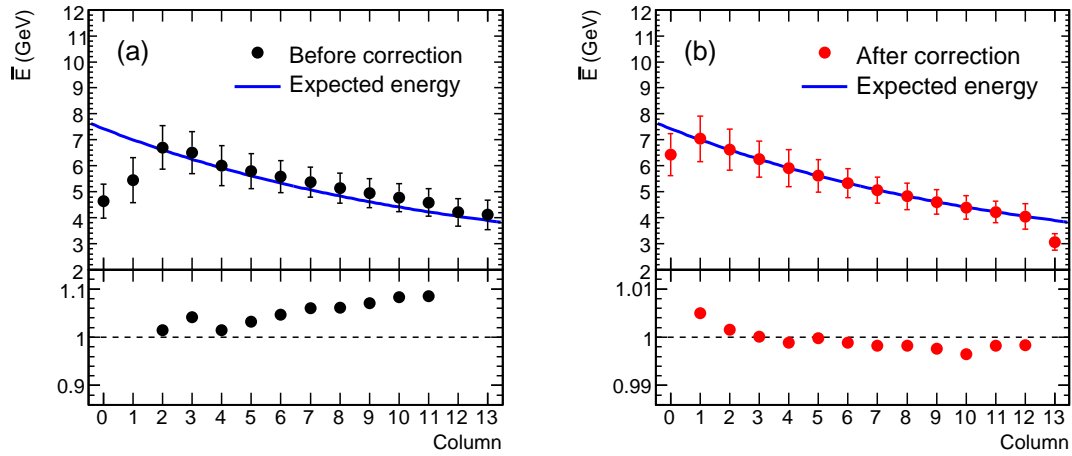 E̅ (GeV)
12
11
10
9
8
7
6
5
4
3
2
(a)
Before correction
Expected energy
1.1
1
0.9
0 1 2 3 4 5 6 7 8 9 10 11 12 13
Column
E̅ (GeV)
12
11
10
9
8
7
6
5
4
3
2
(b)
After correction
Expected energy
1.01
1
0.99
0 1 2 3 4 5 6 7 8 9 10 11 12 13
Column